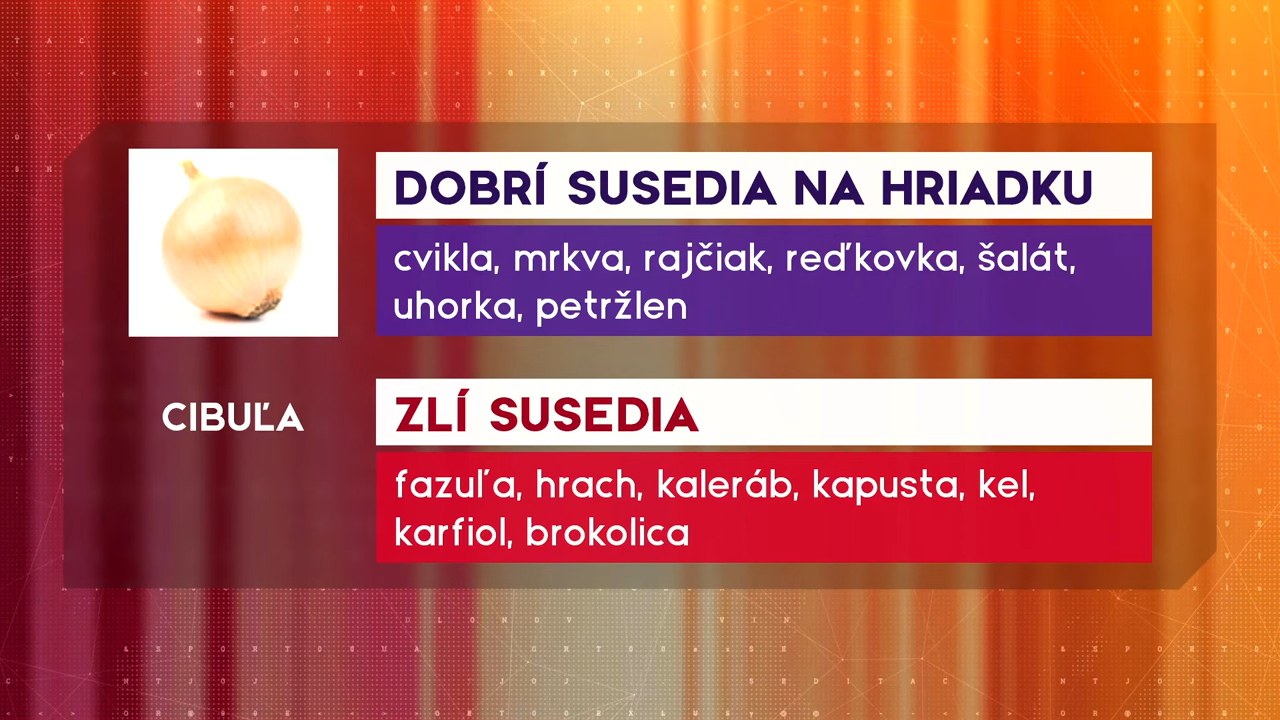 DOBRÍ SUSEDIA NA HRIADKU
cvikla, mrkva, rajčiak, reďkovka, šalát,
uhorka, petržlen
CIBUĽA
ZLÍ SUSEDIA
fazuľa, hrach, kaleráb, kapusta, kel,
karfiol, brokolica